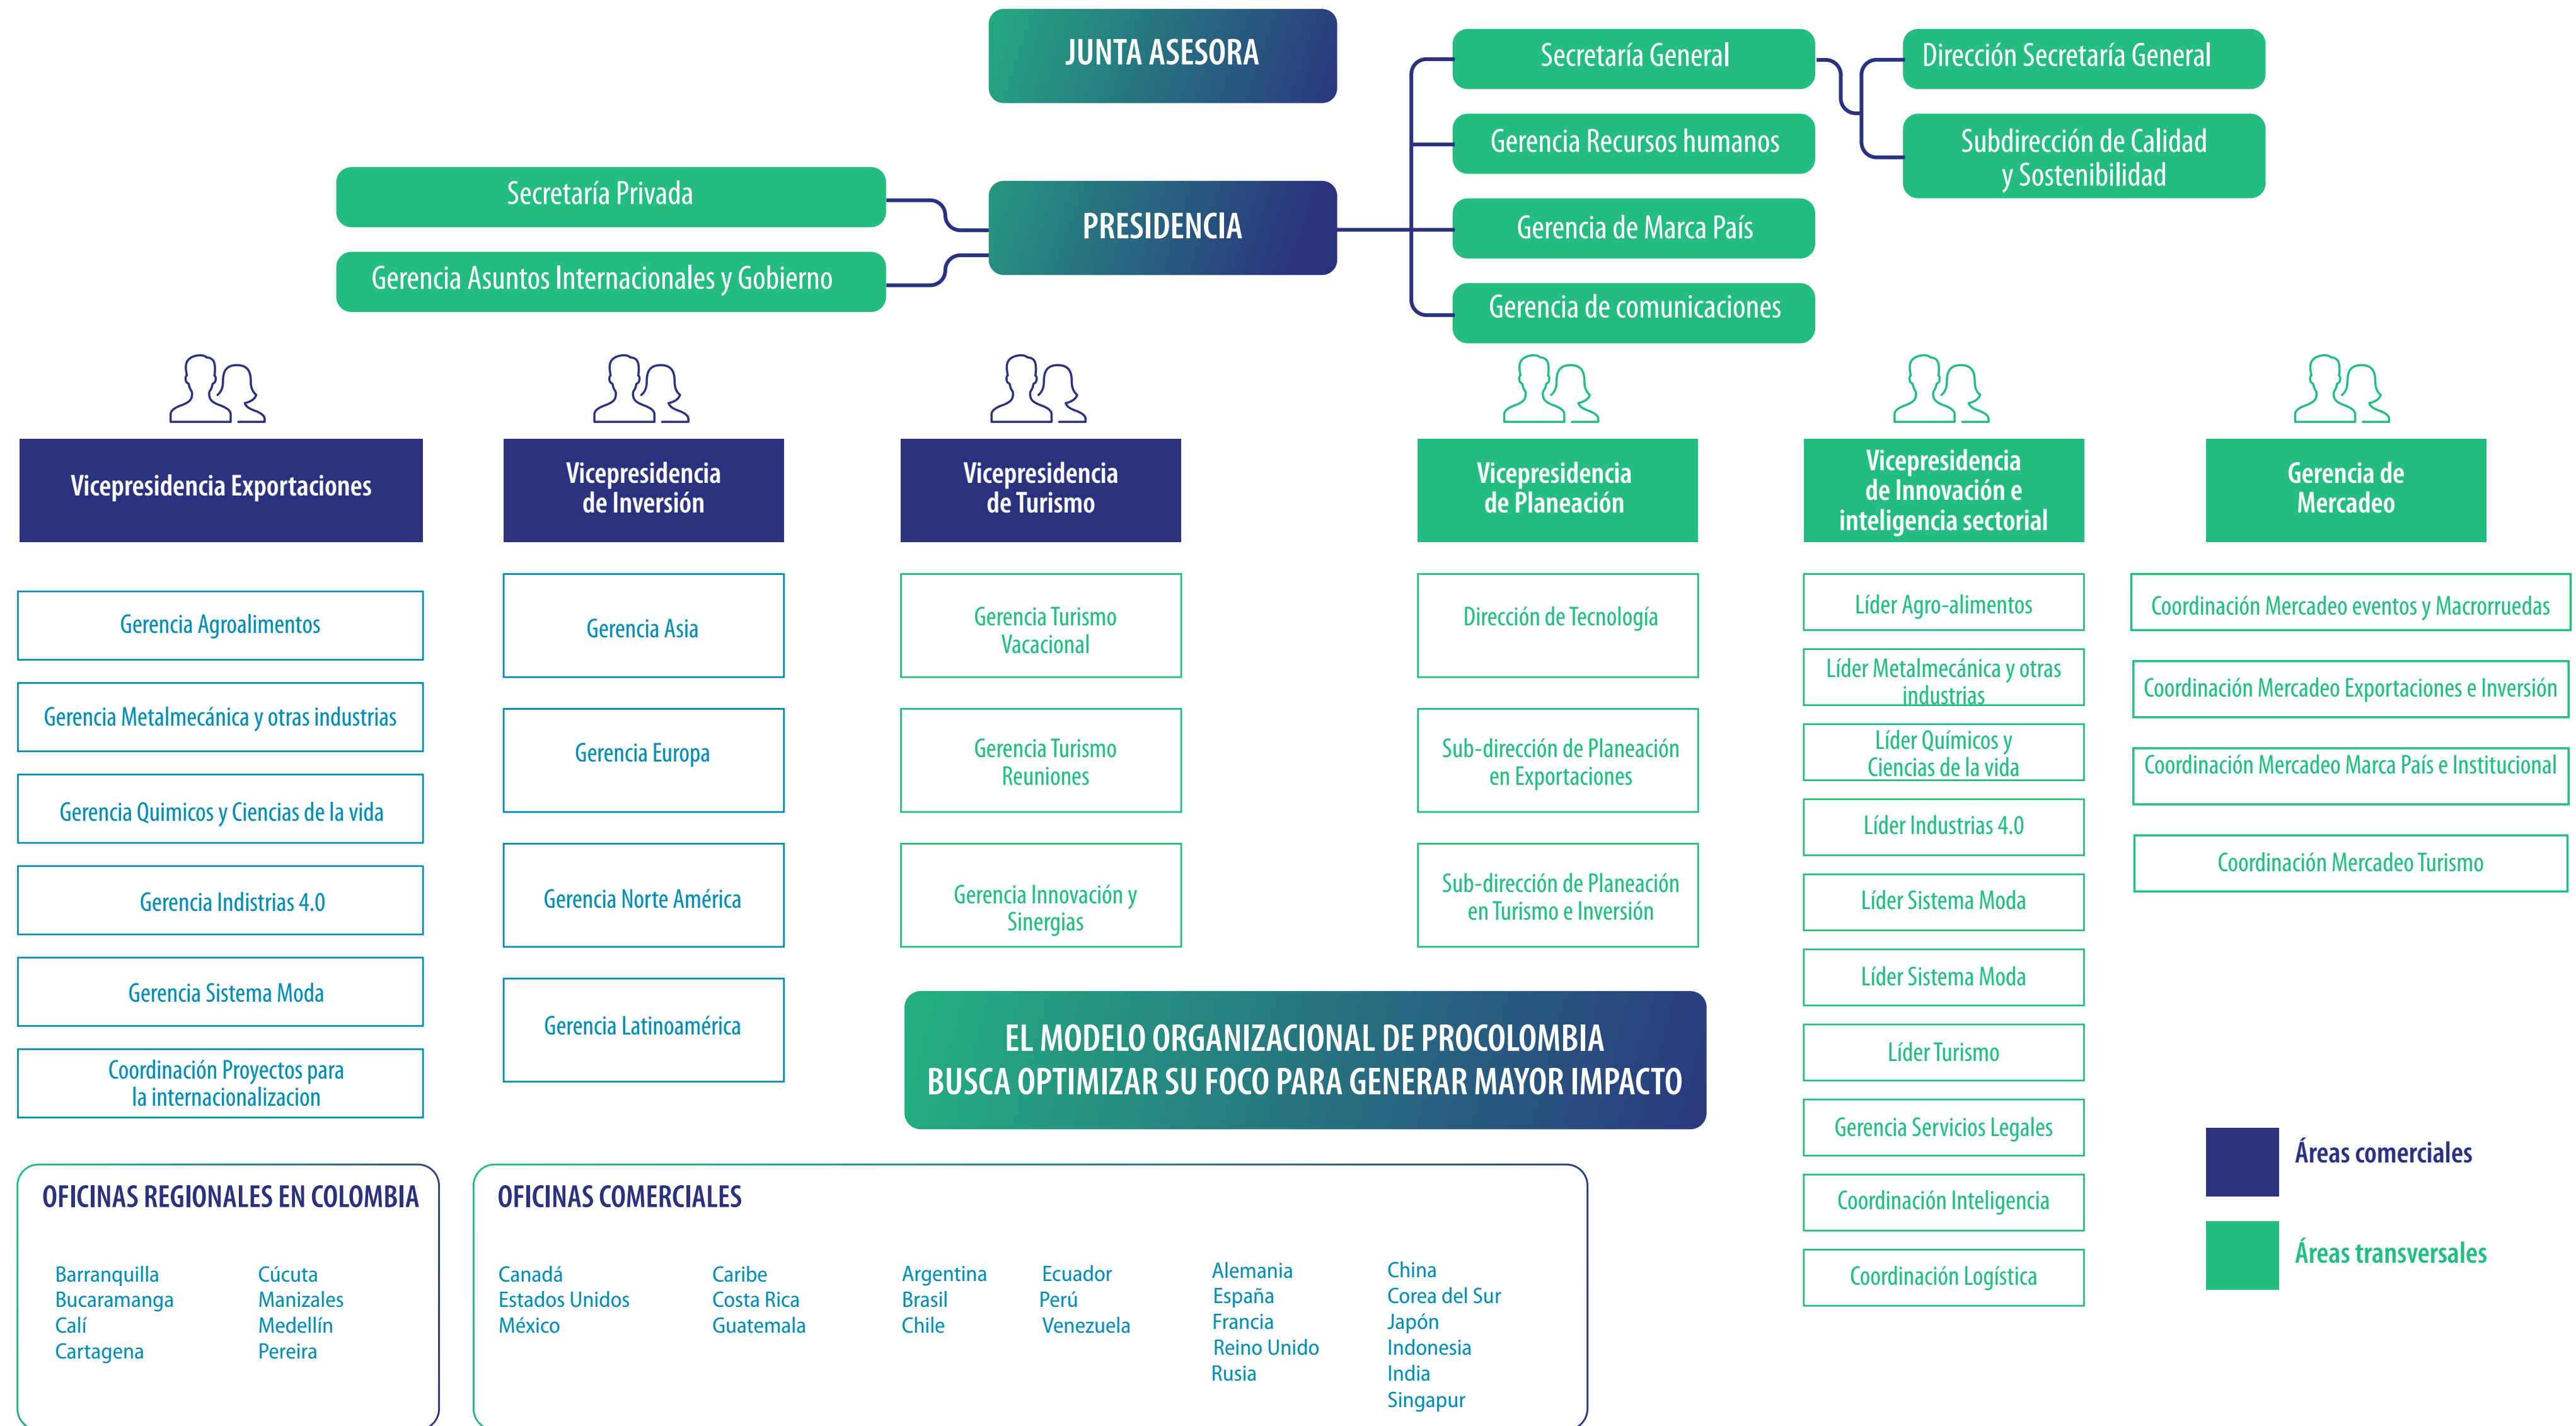 JUNTA ASESORA
Secretaría General
Dirección Secretaría General
Gerencia Recursos humanos
Subdirección de Calidad
y Sostenibilidad
Secretaría Privada
PRESIDENCIA
Gerencia de Marca País
Gerencia Asuntos Internacionales y Gobierno
Gerencia de comunicaciones
Vicepresidencia Exportaciones
Gerencia Agroalimentos
Gerencia Metalmecánica y otras industrias
Gerencia Quimicos y Ciencias de la vida
Gerencia Indistrias 4.0
Gerencia Sistema Moda
Coordinación Proyectos para
la internacionalizacion
Vicepresidencia
de Inversión
Gerencia Asia
Gerencia Europa
Gerencia Norte América
Gerencia Latinoamérica
Vicepresidencia
de Turismo
Gerencia Turismo
Vacacional
Gerencia Turismo
Reuniones
Gerencia Innovación y
Sinergias
Vicepresidencia
de Planeación
Dirección de Tecnología
Sub-dirección de Planeación
en Exportaciones
Sub-dirección de Planeación
en Turismo e Inversión
Vicepresidencia
de Innovación e
inteligencia sectorial
Líder Agro-alimentos
Líder Metalmecánica y otras
industrias
Líder Químicos y
Ciencias de la vida
Líder Industrias 4.0
Líder Sistema Moda
Líder Sistema Moda
Líder Turismo
Gerencia Servicios Legales
Coordinación Inteligencia
Coordinación Logística
Gerencia de
Mercadeo
Coordinación Mercadeo eventos y Macrorruedas
Coordinación Mercadeo Exportaciones e Inversión
Coordinación Mercadeo Marca País e Institucional
Coordinación Mercadeo Turismo
EL MODELO ORGANIZACIONAL DE PROCOLOMBIA
BUSCA OPTIMIZAR SU FOCO PARA GENERAR MAYOR IMPACTO
Áreas comerciales
Áreas transversales
OFICINAS REGIONALES EN COLOMBIA
Barranquilla
Bucaramanga
Calí
Cartagena
Cúcuta
Manizales
Medellín
Pereira
OFICINAS COMERCIALES
Canadá
Estados Unidos
México
Caribe
Costa Rica
Guatemala
Argentina
Brasil
Chile
Ecuador
Perú
Venezuela
Alemania
España
Francia
Reino Unido
Rusia
China
Corea del Sur
Japón
Indonesia
India
Singapur